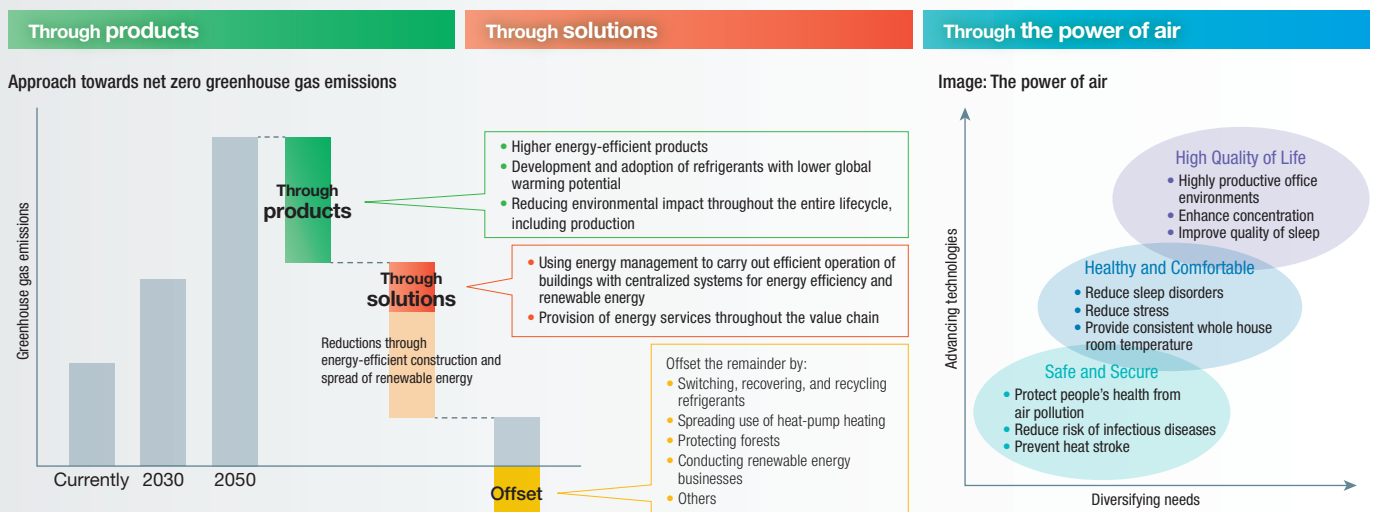 Through products
Through solutions
Through the power of air
Approach towards net zero greenhouse gas emissions
Greenhouse gas emissions
Currently
2030
2050
Through
products
• Higher energy-efficient products
• Development and adoption of refrigerants with lower global
warming potential
• Reducing environmental impact throughout the entire lifecycle,
including production
Through
solutions
• Using energy management to carry out efficient operation of
buildings with centralized systems for energy efficiency and
renewable energy
• Provision of energy services throughout the value chain
Reductions through
energy-efficient construction and
spread of renewable energy
Offset
Offset the remainder by:
• Switching, recovering, and recycling
refrigerants
• Spreading use of heat-pump heating
• Protecting forests
• Conducting renewable energy
businesses
• Others
Image: The power of air
Advancing technologies
High Quality of Life
• Highly productive office
environments
• Enhance concentration
• Improve quality of sleep
Healthy and Comfortable
• Reduce sleep disorders
• Reduce stress
• Provide consistent whole house
room temperature
Safe and Secure
• Protect people's health from
air pollution
• Reduce risk of infectious diseases
• Prevent heat stroke
Diversifying needs